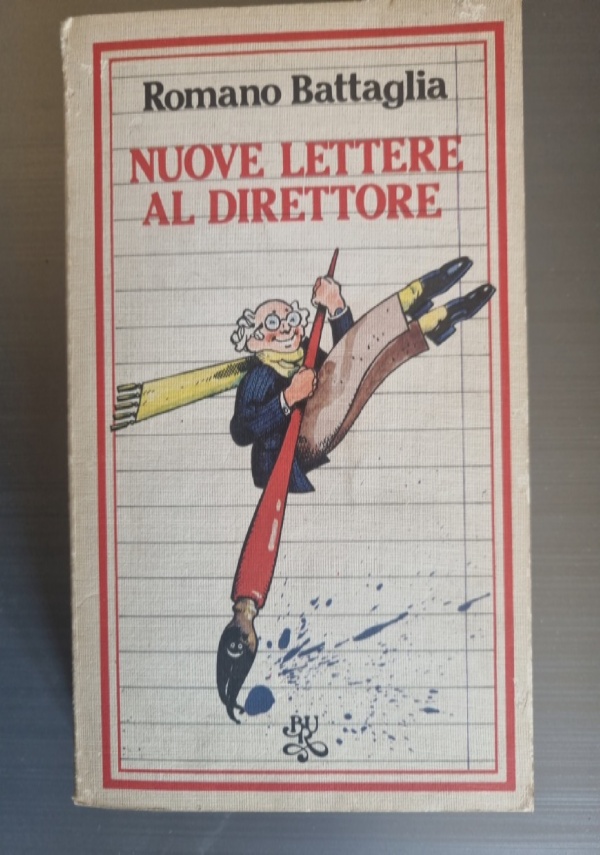 Romano Battaglia
NUOVE LETTERE
AL DIRETTORE
BUR